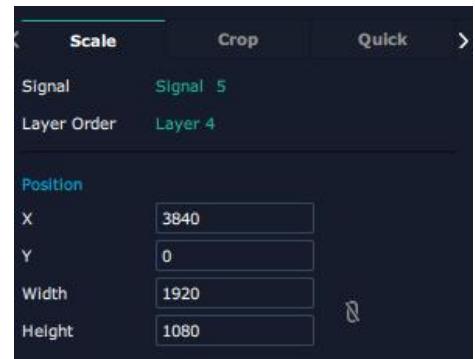 Scale Crop Quick
Signal Signal 5
Layer Order Layer 4
Position
X 3840
Y 0
Width 1920
Height 1080